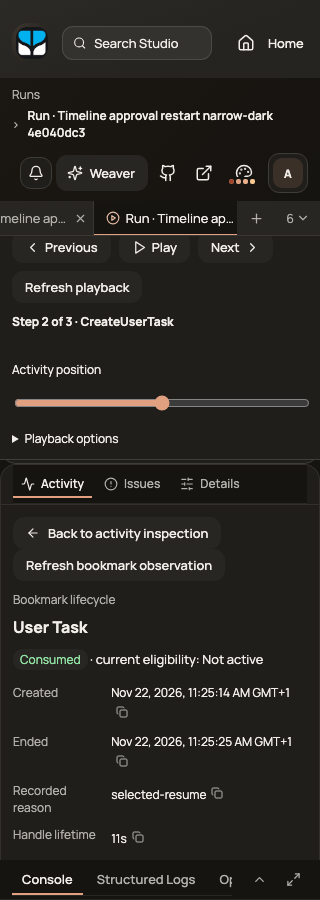 Search Studio
Home
Runs
› Run · Timeline approval restart narrow-dark
4e040dc3
Weaver
A
meline ap... ×
Run · Timeline ap...
+
6
Previous
Play
Next
Refresh playback
Step 2 of 3 · CreateUserTask
Activity position
Playback options
Activity
Issues
Details
Back to activity inspection
Refresh bookmark observation
Bookmark lifecycle
User Task
Consumed · current eligibility: Not active
Created Nov 22, 2026, 11:25:14 AM GMT+1
Ended Nov 22, 2026, 11:25:25 AM GMT+1
Recorded
reason selected-resume
Handle lifetime 11s
Console
Structured Logs